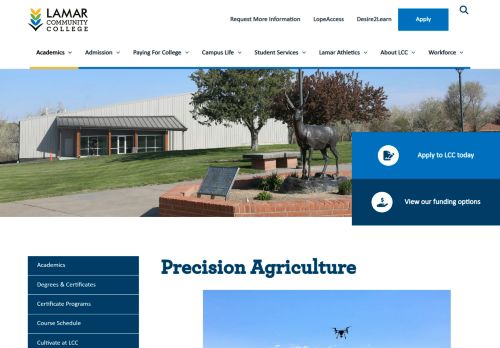 LAMAR
COMMUNITY
COLLEGE
Request More Information LopeAccess Desire2Learn Apply
Academics Admission Paying For College Campus Life Student Services Lamar Athletics About LCC Workforce
Apply to LCC today
View our funding options
Academics
Degrees & Certificates
Certificate Programs
Course Schedule
Cultivate at LCC
Precision Agriculture